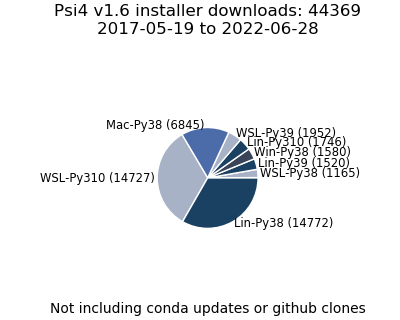 Psi4 v1.6 installer downloads: 44369
2017-05-19 to 2022-06-28
Mac-Py38 (6845)
WSL-Py39 (1952)
Lin-Py310 (1746)
Win-Py38 (1580)
Lin-Py39 (1520)
WSL-Py38 (1165)
WSL-Py310 (14727)
Lin-Py38 (14772)
Not including conda updates or github clones